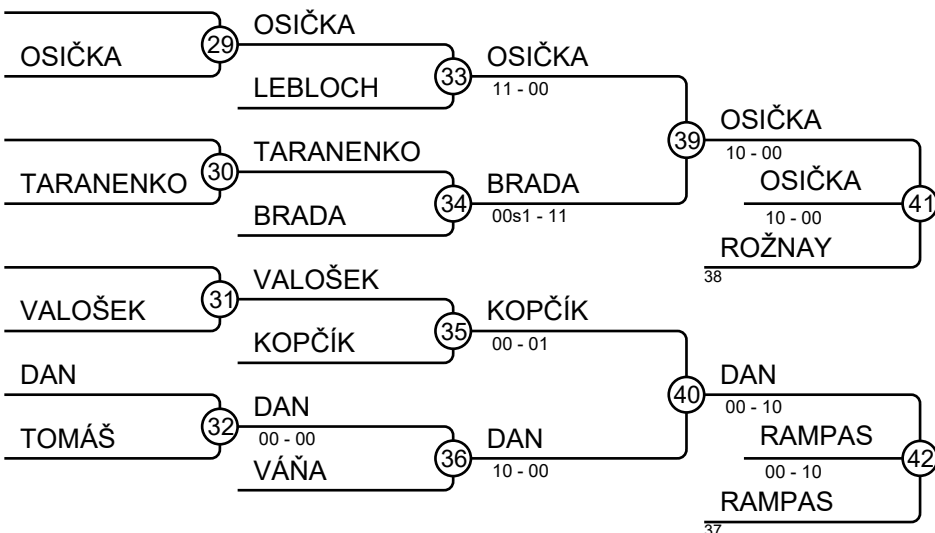 OSIČKA
29
OSIČKA
LEBLOCH
33
OSIČKA
11 - 00
TARANENKO
30
TARANENKO
BRADA
34
BRADA
00s1 - 11
39
OSIČKA
10 - 00
OSIČKA
10 - 00
41
ROŽNAY
38
VALOŠEK
31
VALOŠEK
KOPČÍK
35
KOPČÍK
00 - 01
DAN
TOMÁŠ
32
DAN
00 - 00
VÁŇA
36
DAN
10 - 00
40
DAN
00 - 10
RAMPAS
00 - 10
42
RAMPAS
37